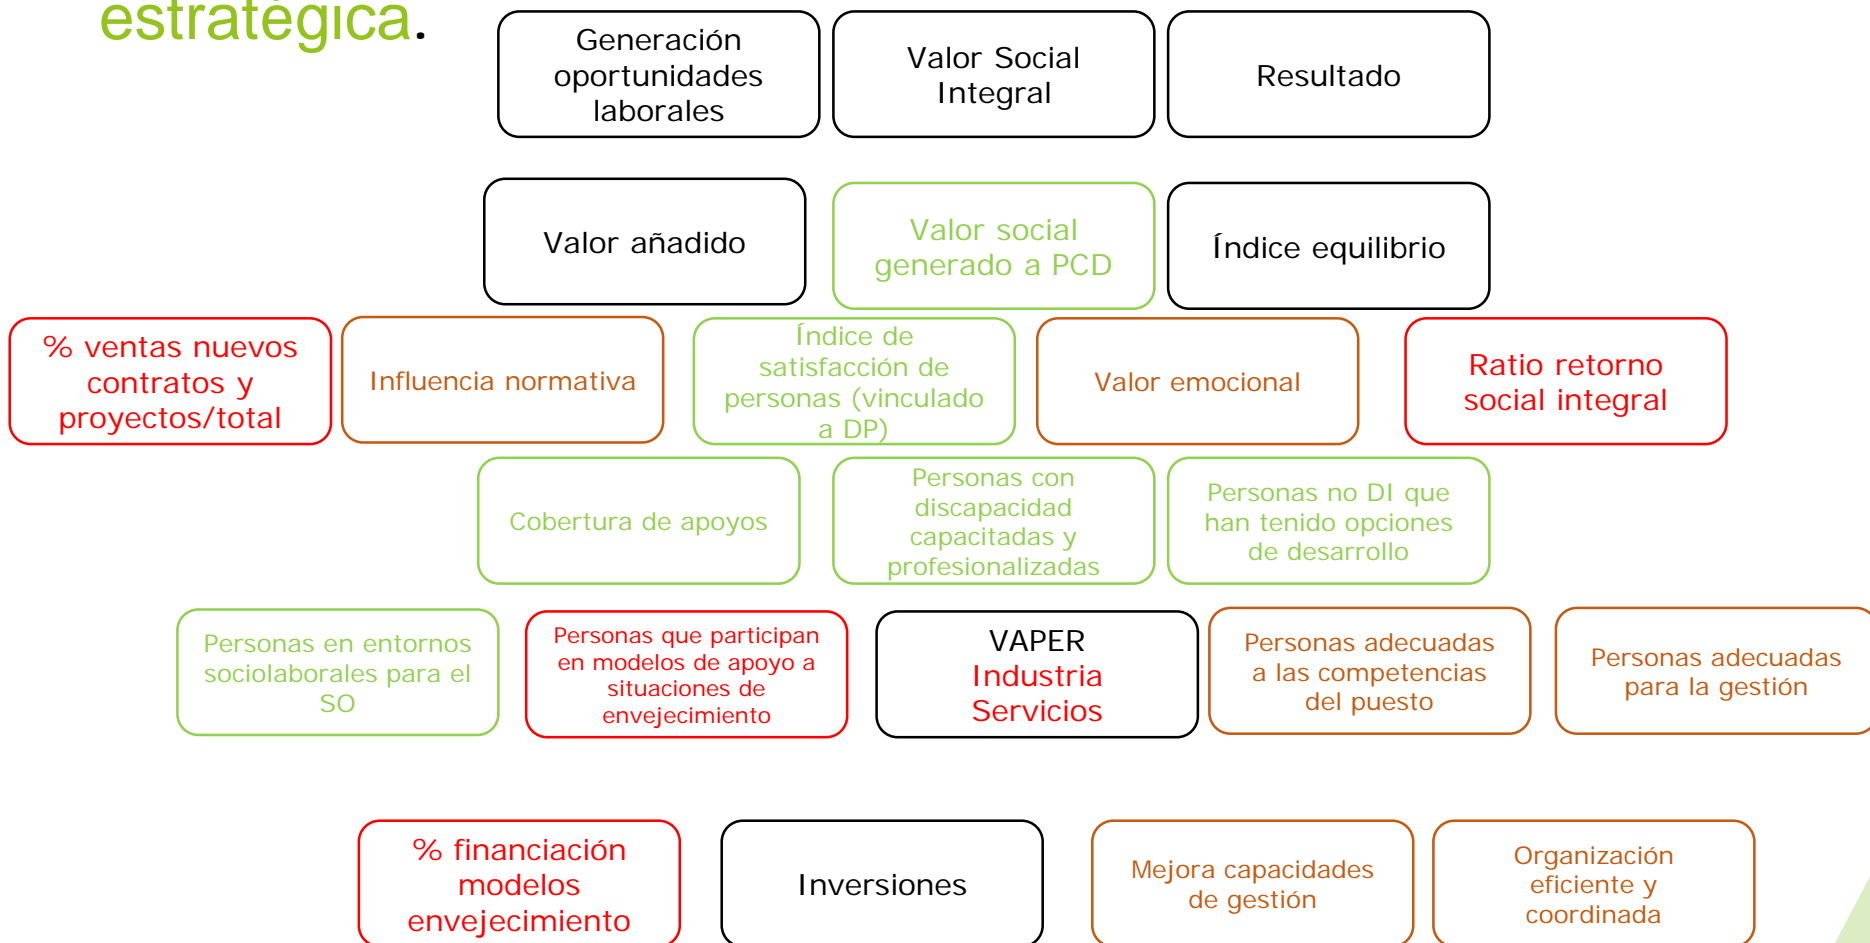 estratégica.
Generación
oportunidades
laborales
Valor Social
Integral
Resultado
Valor añadido
Valor social
generado a PCD
Índice equilibrio
% ventas nuevos
contratos y
proyectos/total
Influencia normativa
Índice de
satisfacción de
personas (vinculado
a DP)
Valor emocional
Ratio retorno
social integral
Cobertura de apoyos
Personas con
discapacidad
capacitadas y
profesionalizadas
Personas no DI que
han tenido opciones
de desarrollo
Personas en entornos
sociolaborales para el
SO
Personas que participan
en modelos de apoyo a
situaciones de
envejecimiento
VAPER
Industria
Servicios
Personas adecuadas
a las competencias
del puesto
Personas adecuadas
para la gestión
% financiación
modelos
envejecimiento
Inversiones
Mejora capacidades
de gestión
Organización
eficiente y
coordinada